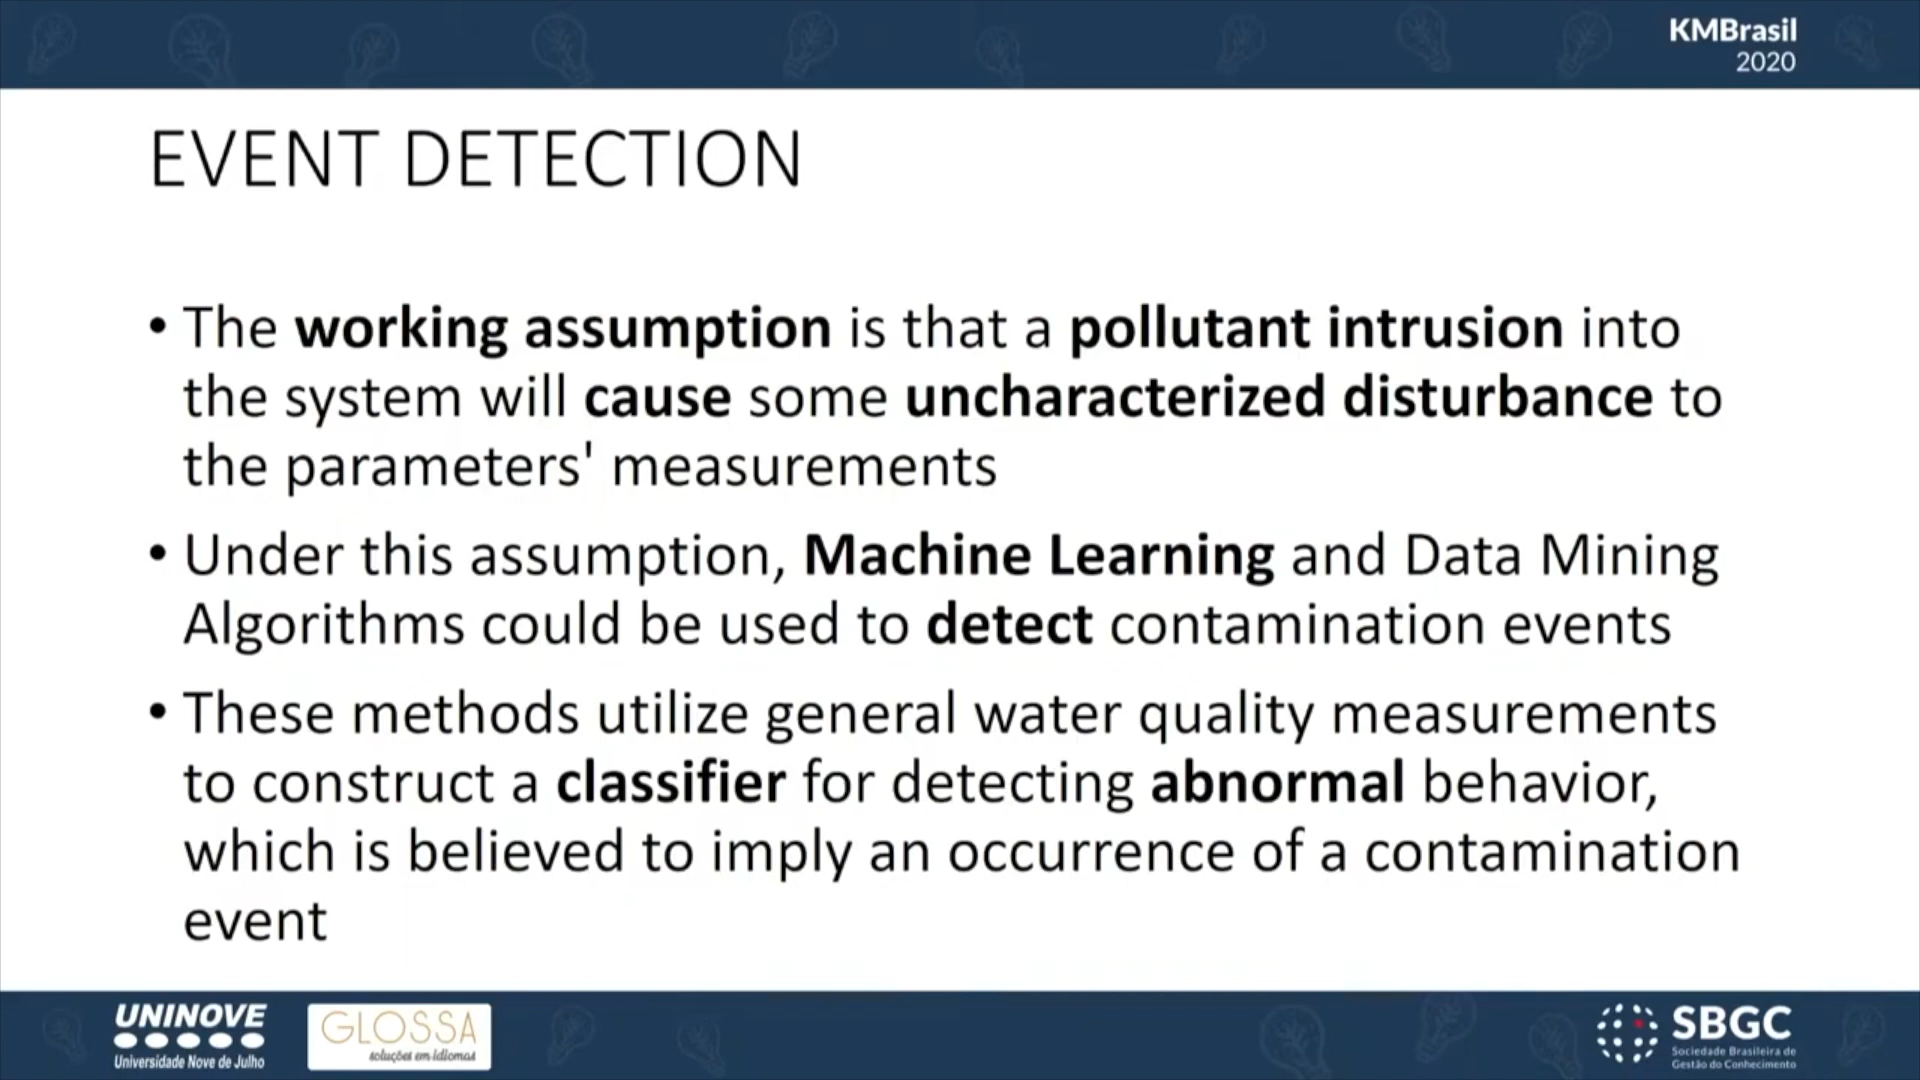 KMBrasil
2020
EVENT DETECTION
• The working assumption is that a pollutant intrusion into
the system will cause some uncharacterized disturbance to
the parameters' measurements
• Under this assumption, Machine Learning and Data Mining
Algorithms could be used to detect contamination events
• These methods utilize general water quality measurements
to construct a classifier for detecting abnormal behavior,
which is believed to imply an occurrence of a contamination
event
UNINOVE
Universidade Nove de Julho
GLOSSA
soluções em idiomas
SBGC
Sociedade Brasileira de
Gestão do Conhecimento